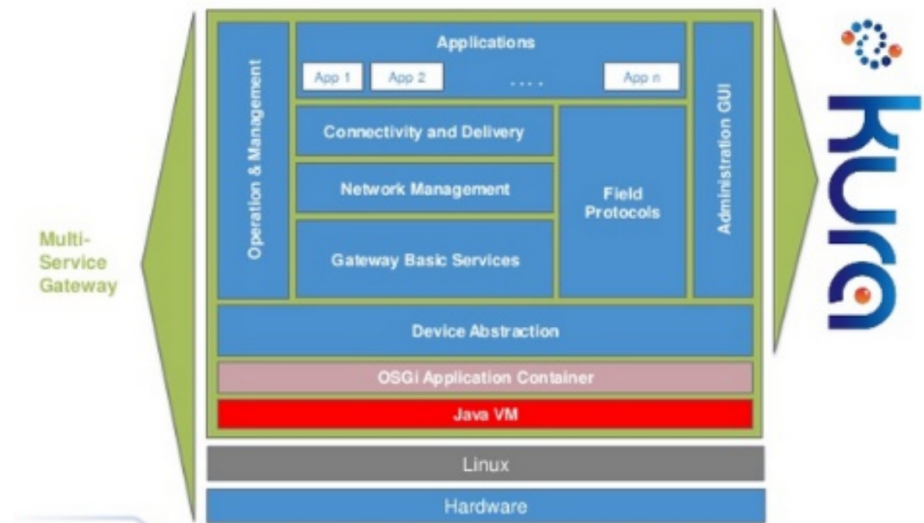 Multi-
Service
Gateway
Operation & Management
Applications
App 1 App 2 .... App n
Connectivity and Delivery
Network Management
Gateway Basic Services
Field
Protocols
Administration GUI
Device Abstraction
OSGi Application Container
Java VM
Linux
Hardware
kura